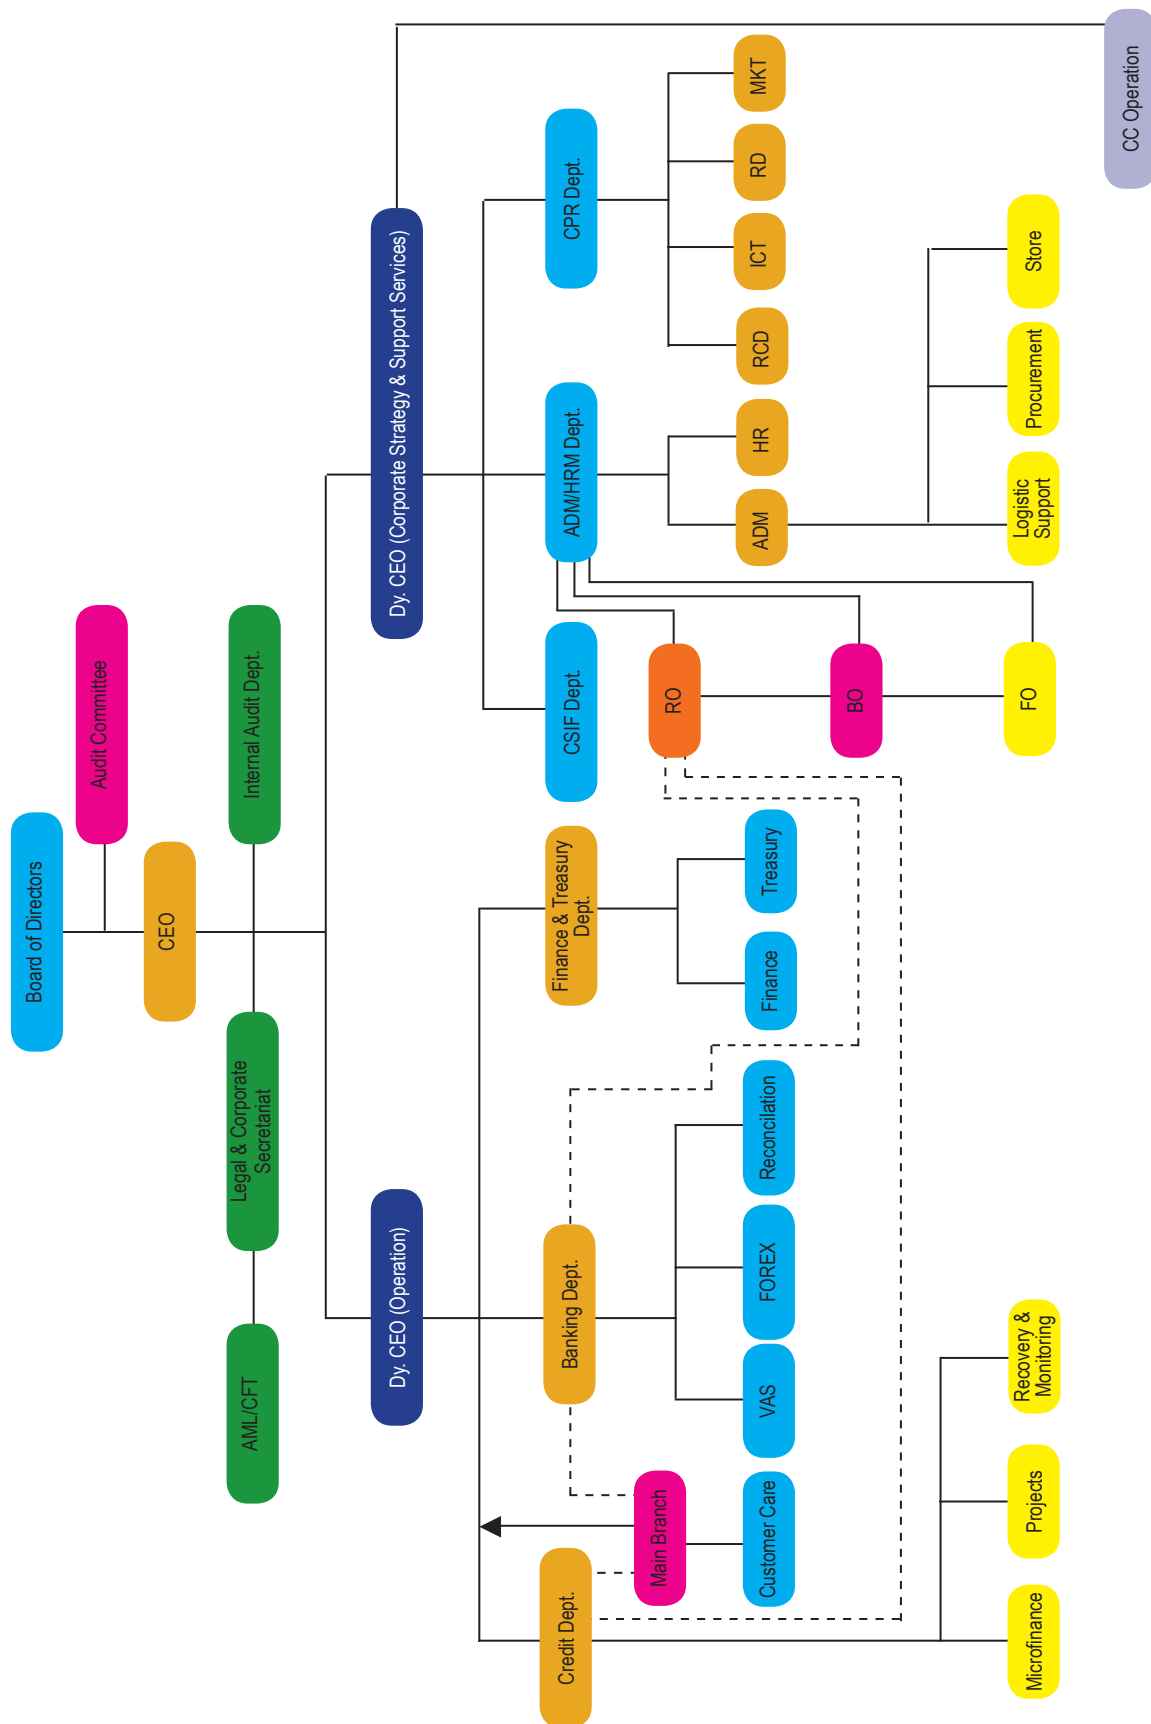 Board of Directors
Audit Committee
CEO
AML/CFT
Legal & Corporate
Secretariat
Internal Audit Dept.
Dy. CEO (Operation)
Dy. CEO (Corporate Strategy & Support Services)
Credit Dept.
Banking Dept.
Finance & Treasury
Dept.
CSIF Dept.
ADM/HRM Dept.
CPR Dept.
Main Branch
RO
Customer Care
VAS
FOREX
Reconcilation
Finance
Treasury
ADM
HR
RCD
ICT
RD
MKT
BO
Microfinance
Projects
Recovery &
Monitoring
FO
Logistic
Support
Procurement
Store
CC Operation